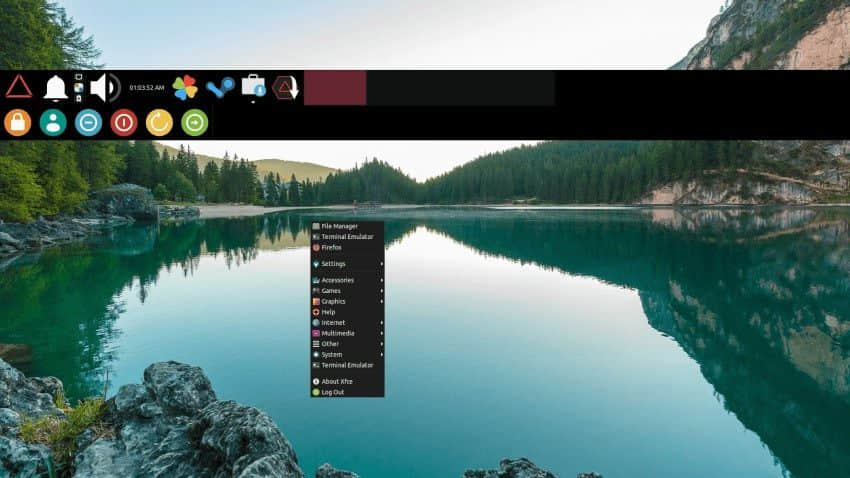 01:03:52 AM
File Manager
Terminal Emulator
Firefox
Settings
Accessories
Games
Graphics
Help
Internet
Multimedia
Other
System
Terminal Emulator
About Xfce
Log Out